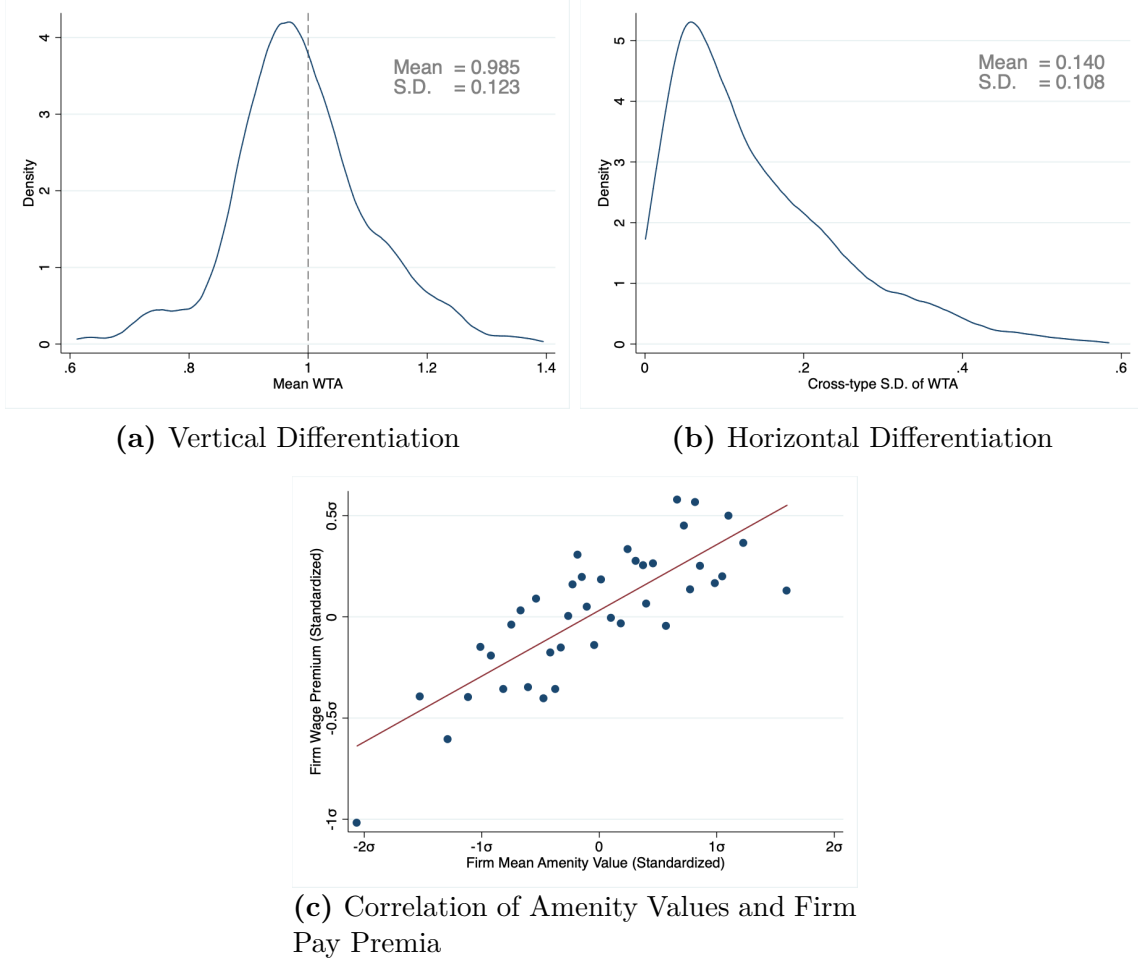 Density
4
3
2
1
0
Mean = 0.985
S.D. = 0.123
.6 .8 1 1.2 1.4
Mean WTA
(a) Vertical Differentiation
Density
5
4
3
2
1
0
Mean = 0.140
S.D. = 0.108
0 .2 .4 .6
Cross-type S.D. of WTA
(b) Horizontal Differentiation
Firm Wage Premium (Standardized)
0.5σ
0
-0.5σ
-1σ
-2σ -1σ 0 1σ 2σ
Firm Mean Amenity Value (Standardized)
(c) Correlation of Amenity Values and Firm
Pay Premia